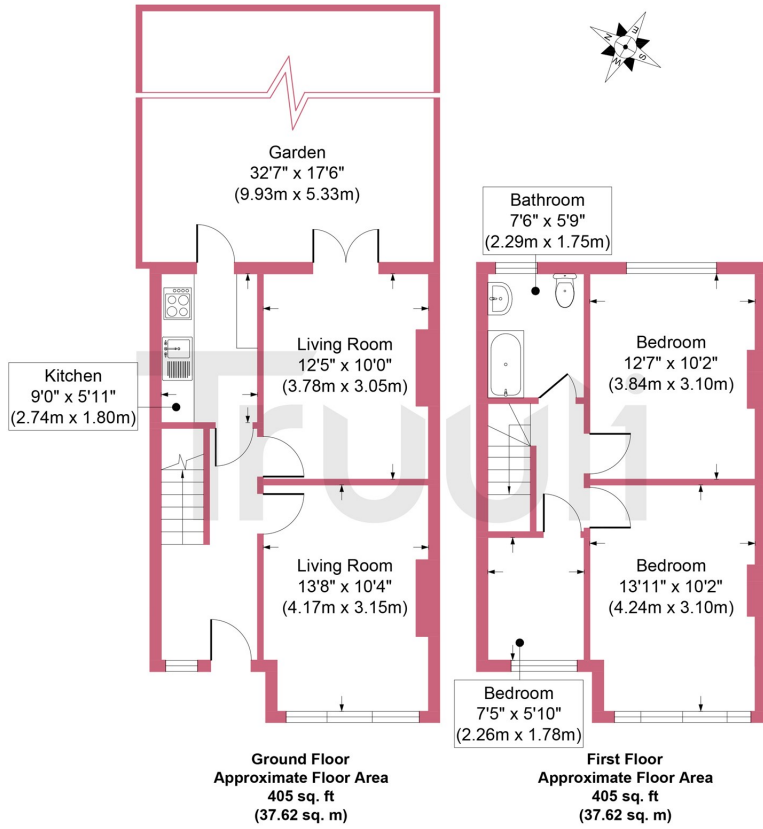 N
E
S
W
Garden
32'7" x 17'6"
(9.93m x 5.33m)
Bathroom
7'6" x 5'9"
(2.29m x 1.75m)
Kitchen
9'0" x 5'11"
(2.74m x 1.80m)
Living Room
12'5" x 10'0"
(3.78m x 3.05m)
Bedroom
12'7" x 10'2"
(3.84m x 3.10m)
Truuli
Living Room
13'8" x 10'4"
(4.17m x 3.15m)
Bedroom
13'11" x 10'2"
(4.24m x 3.10m)
Bedroom
7'5" x 5'10"
(2.26m x 1.78m)
Ground Floor
Approximate Floor Area
405 sq. ft
(37.62 sq. m)
First Floor
Approximate Floor Area
405 sq. ft
(37.62 sq. m)